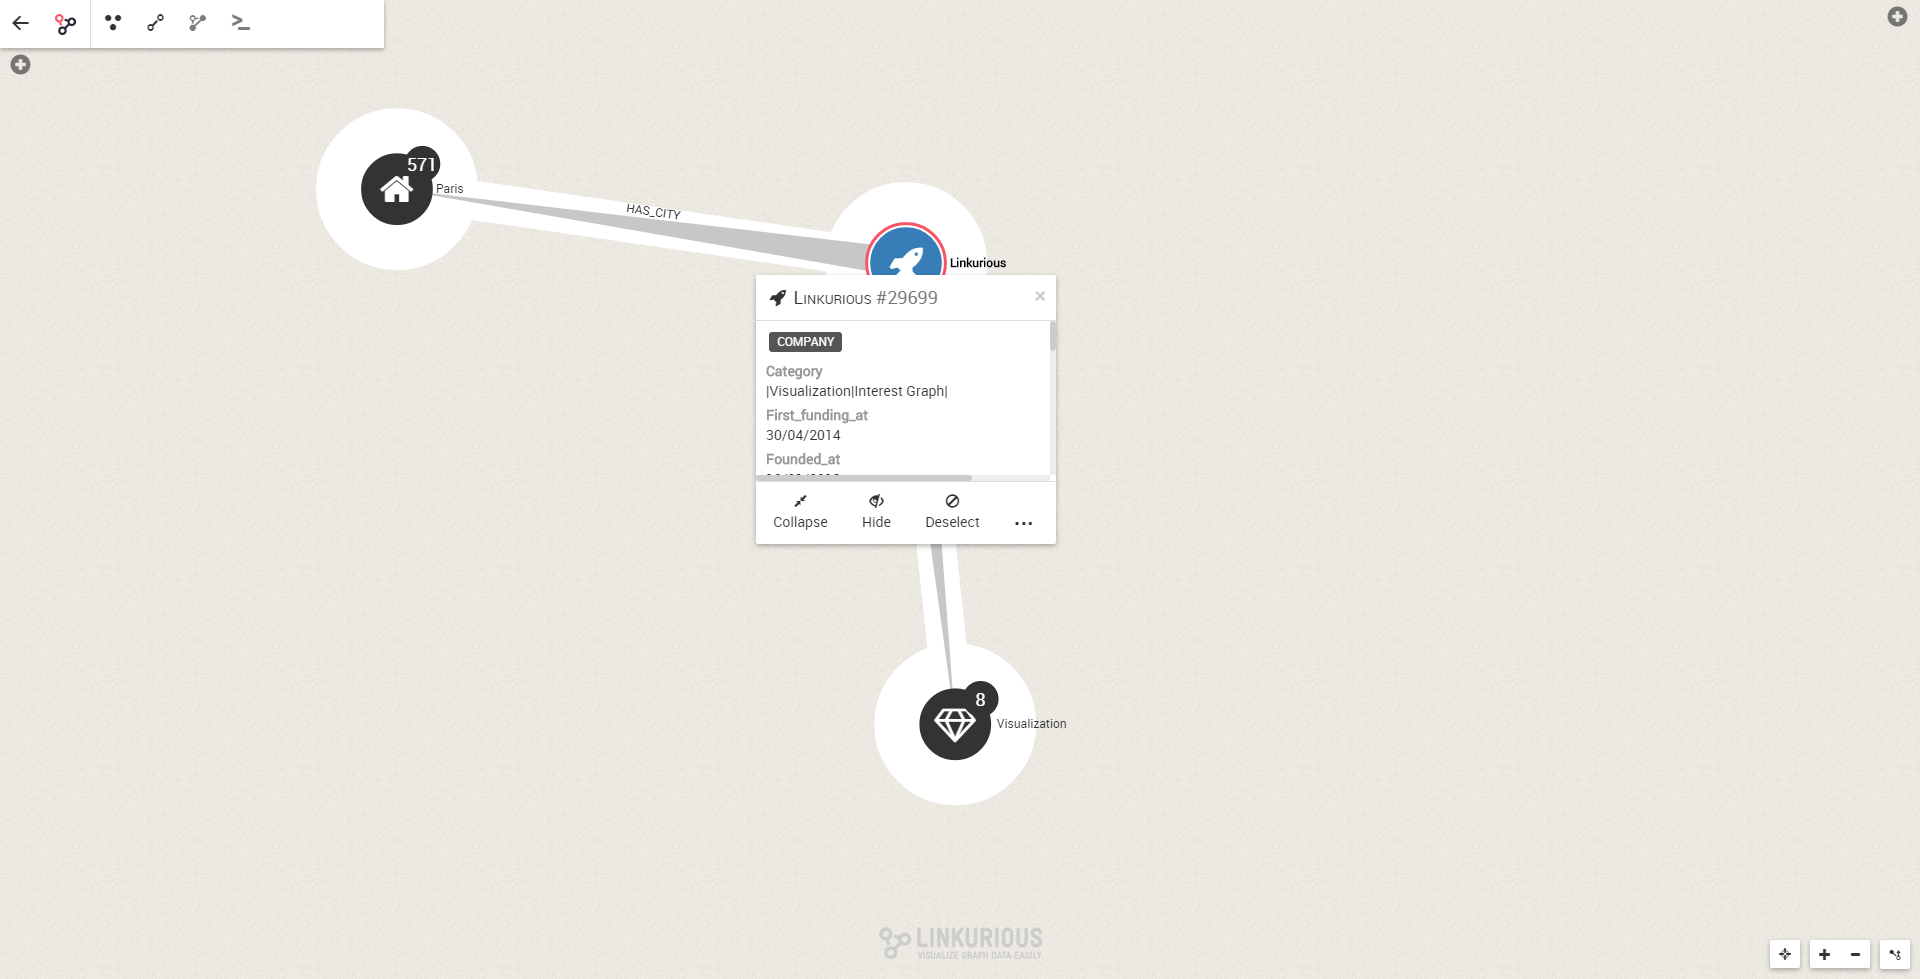 571
Paris
HAS_CITY
Linkurious
LINKURIOUS #29699
COMPANY
Category
|Visualization|Interest Graph|
First_funding_at
30/04/2014
Founded_at
Collapse
Hide
Deselect
...
8
Visualization
LINKURIOUS
VISUALIZE GRAPH DATA EASILY